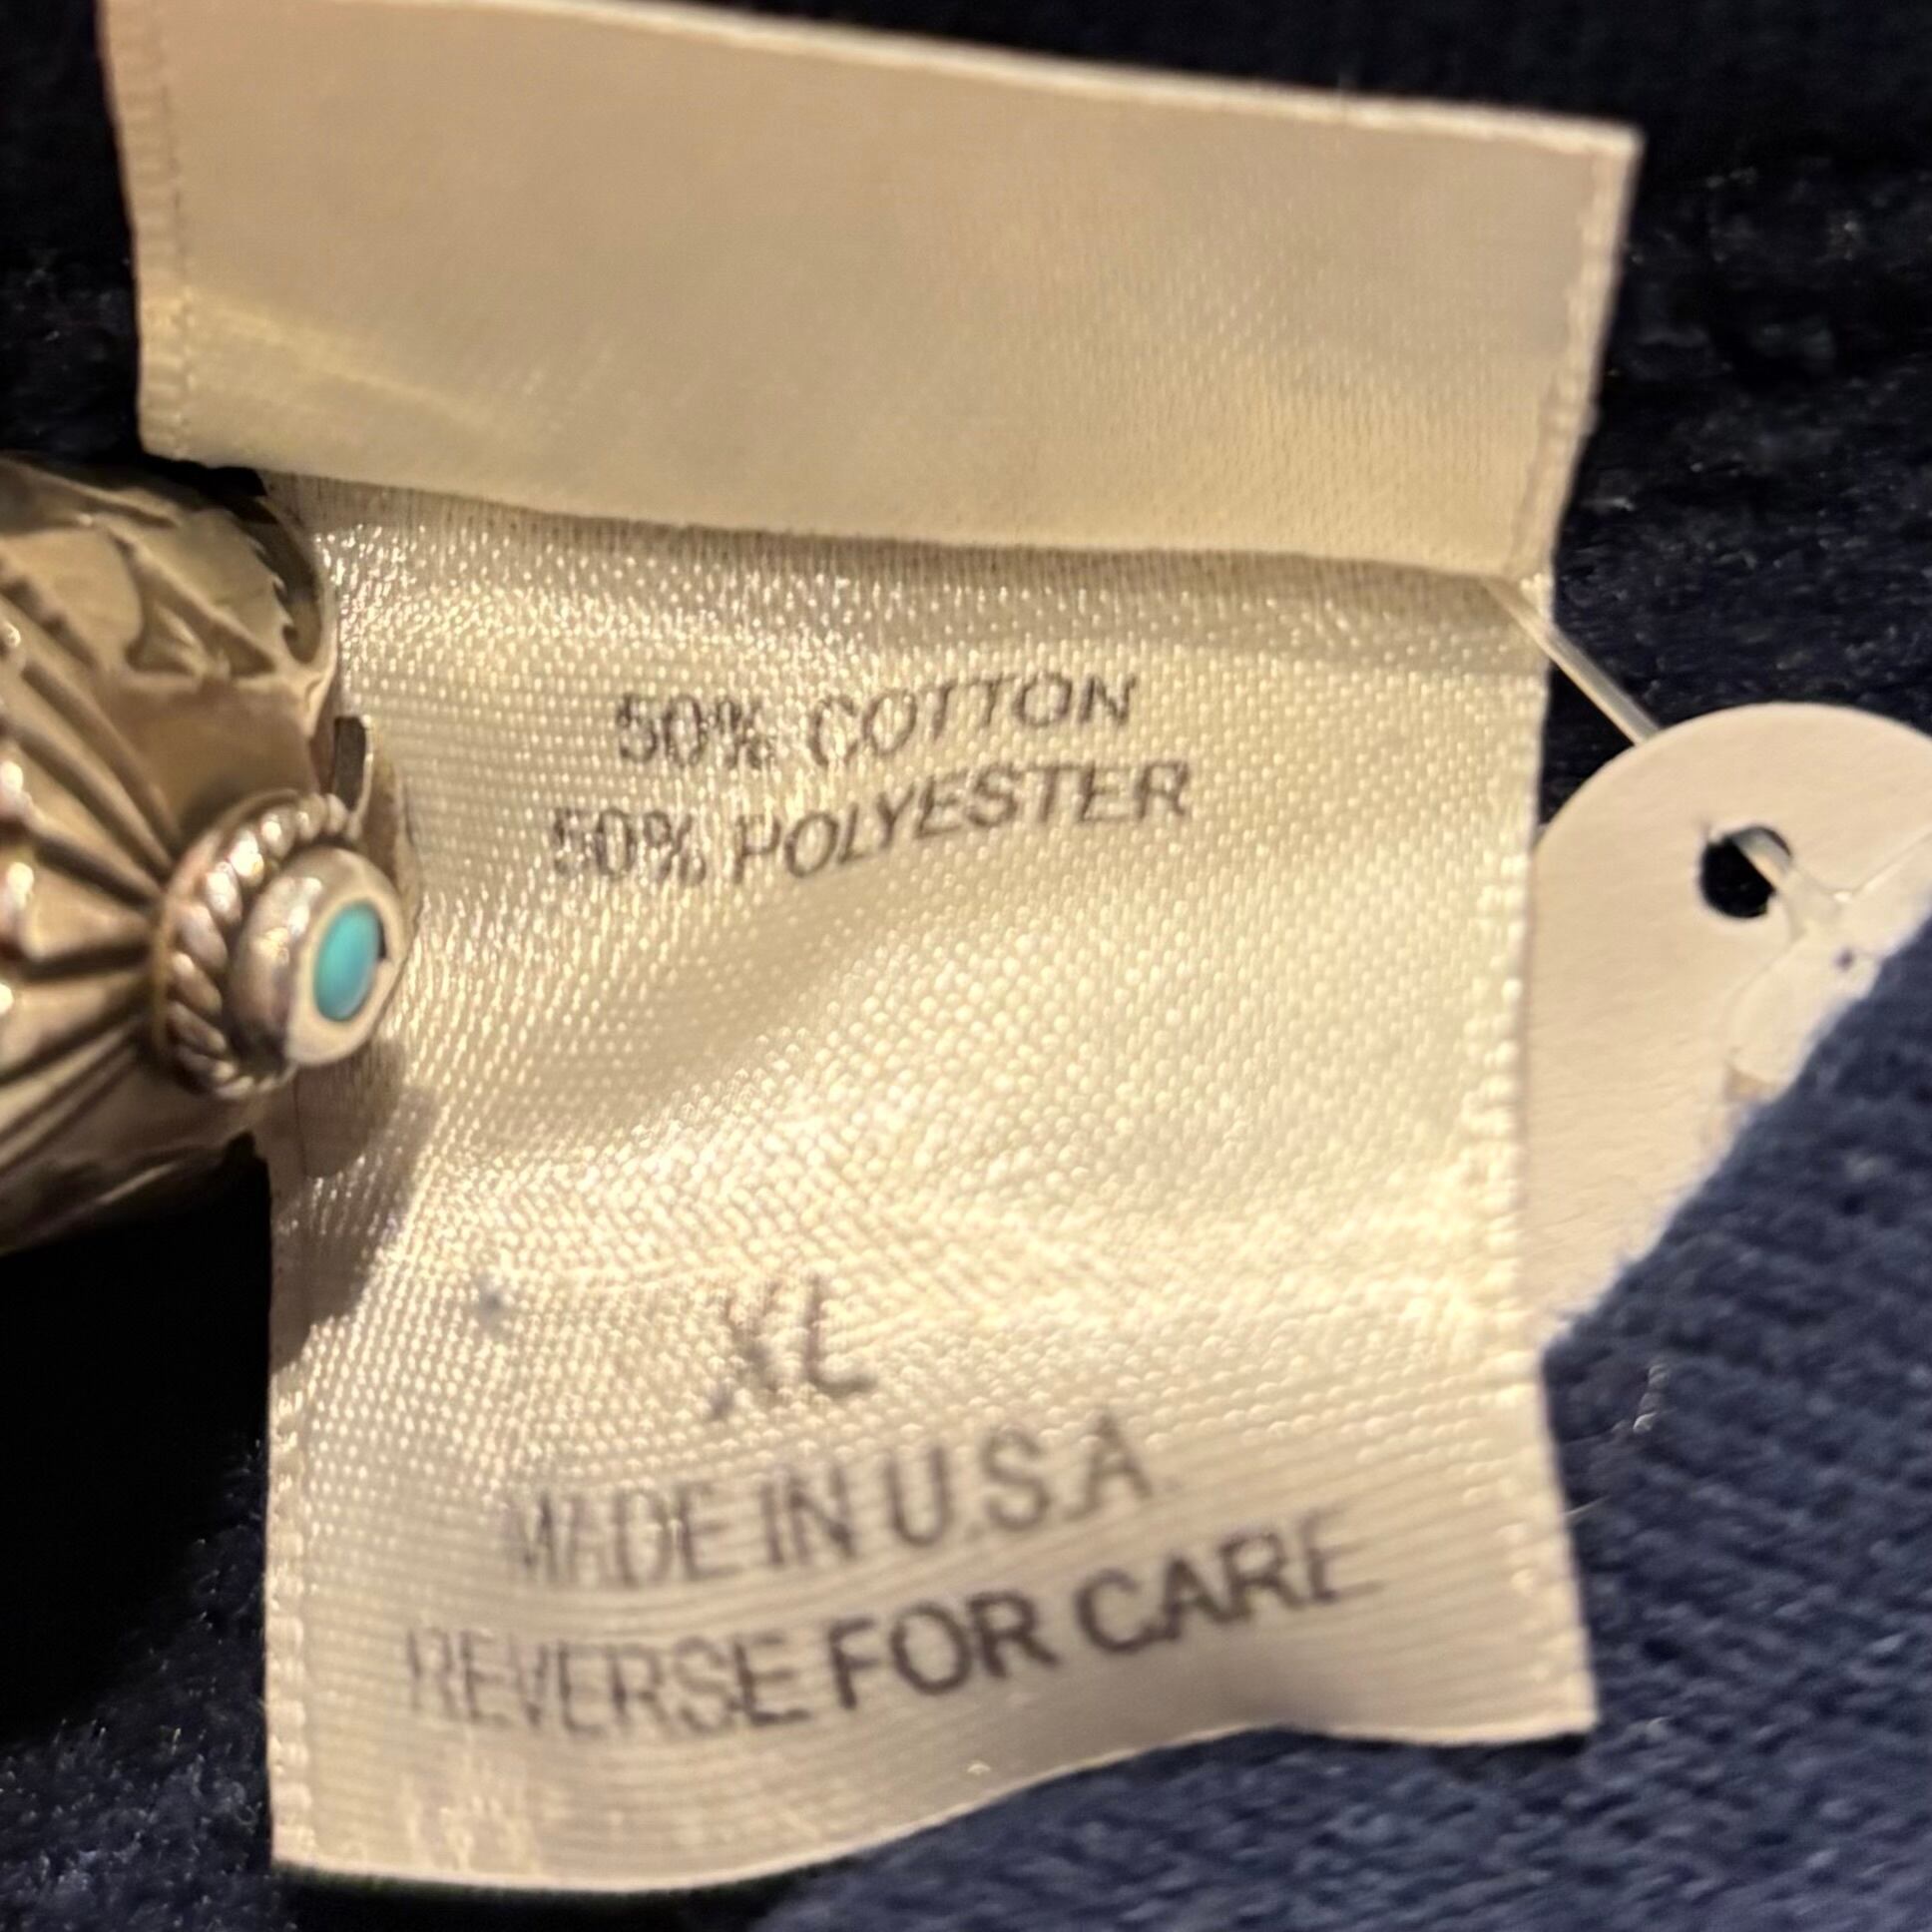 50% COTTON
50% POLYESTER
XL
MADE IN U.S.A.
REVERSE FOR CARE